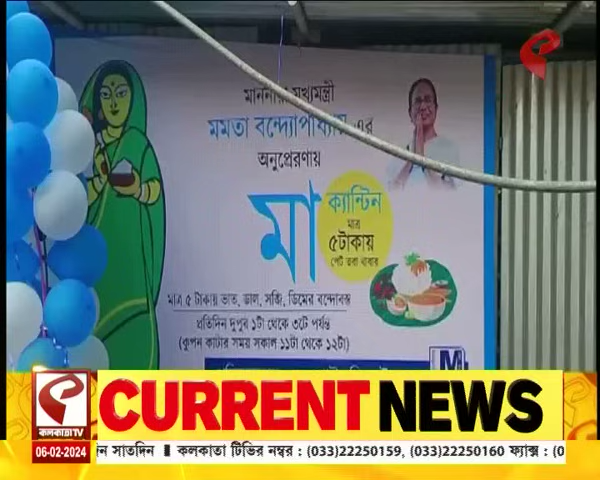 মাননীয়া মুখ্যমন্ত্রী
মমতা বন্দ্যোপাধ্যায় এর
অনুপ্রেরণায়
মা
ক্যান্টিন
মাত্র
৫টাকায়
পেট ভরা খাবার
মাত্র ৫ টাকায় ভাত, ডাল, সব্জি, ডিমের বন্দোবস্ত
প্রতিদিন দুপুর ১টা থেকে ৩টে পর্যন্ত
(কুপন কাটার সময় সকাল ১১টা থেকে ১২টা)
CURRENT NEWS
কলকাতা TV
06-02-2024
সাতদিন ॥ কলকাতা টিভির নম্বর : (033)22250159, (033)22250160 ফ্যাক্স : (0